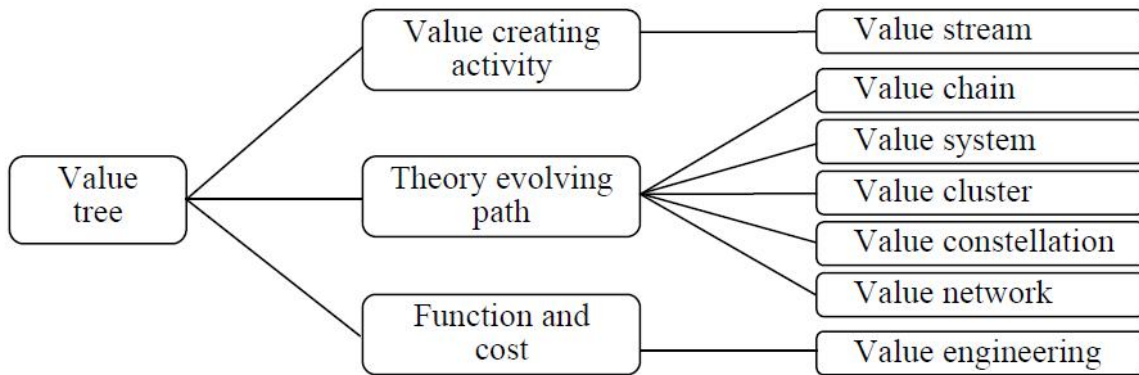 Value
tree
Value creating
activity
Theory evolving
path
Function and
cost
Value stream
Value chain
Value system
Value cluster
Value constellation
Value network
Value engineering